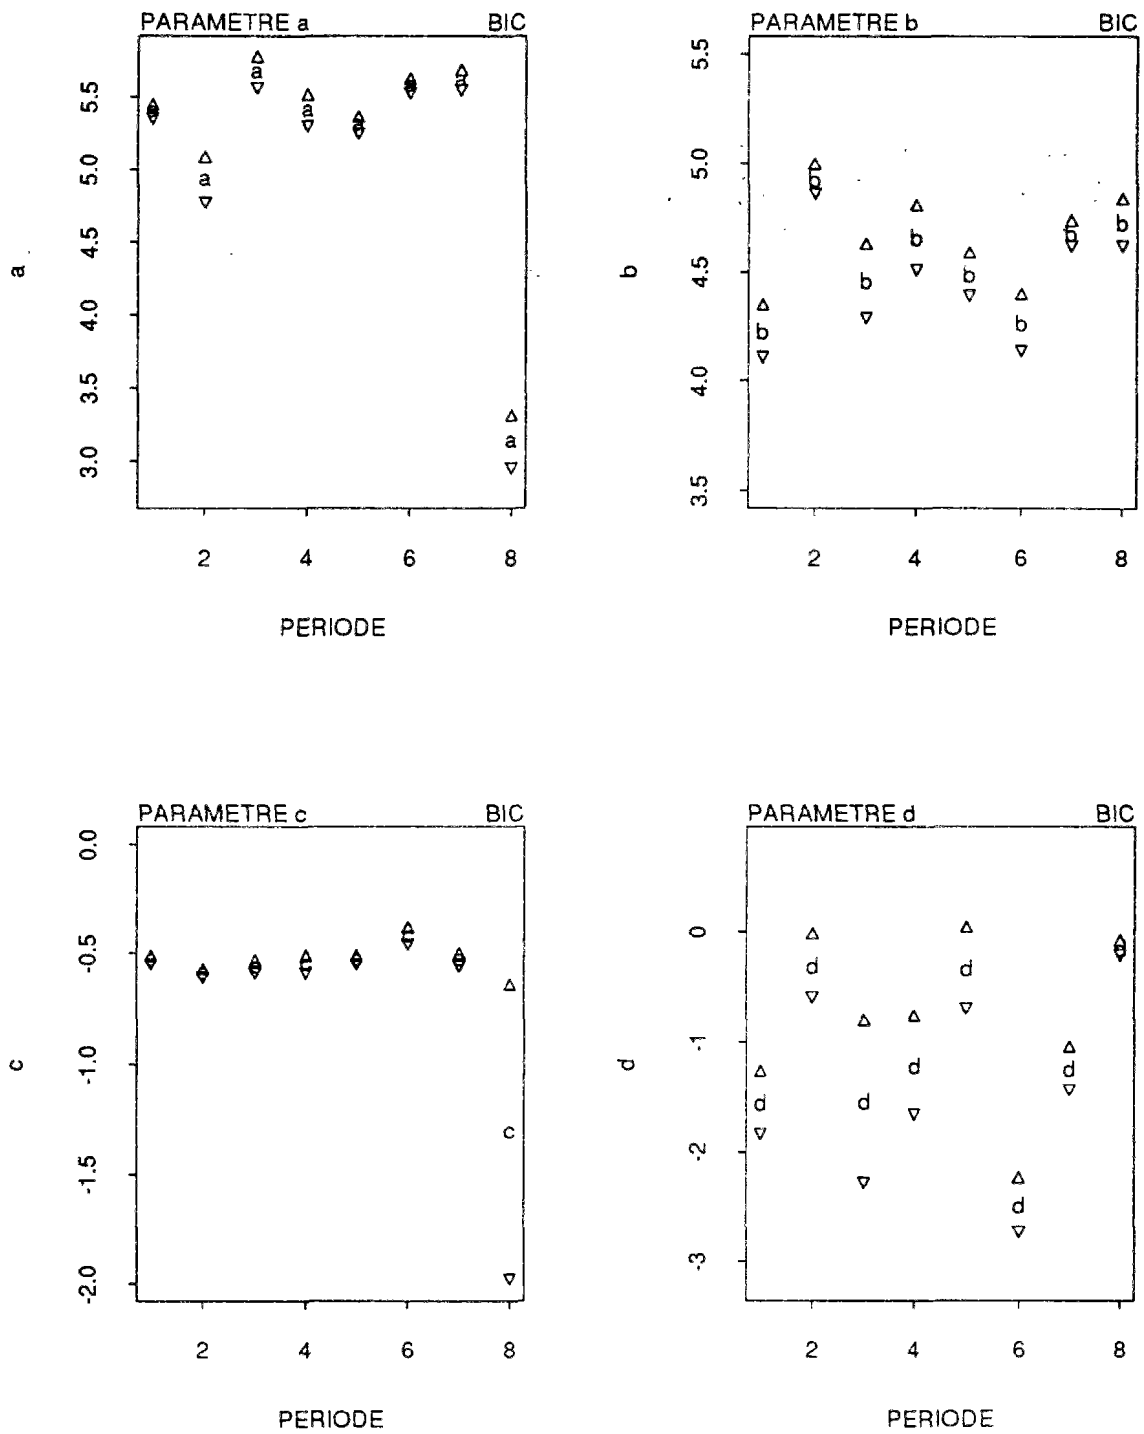 PARAMETRE a BIC
5.5
5.0
4.5
4.0
3.5
3.0
a
a a a a a a a a
2 4 6 8
PERIODE
PARAMETRE b BIC
5.5
5.0
4.5
4.0
3.5
b
b b b b b b b b
2 4 6 8
PERIODE
PARAMETRE c BIC
0.0
-0.5
-1.0
-1.5
-2.0
c
c c c c c c c c
2 4 6 8
PERIODE
PARAMETRE d BIC
0
-1
-2
-3
d
d d d d d d d d
2 4 6 8
PERIODE